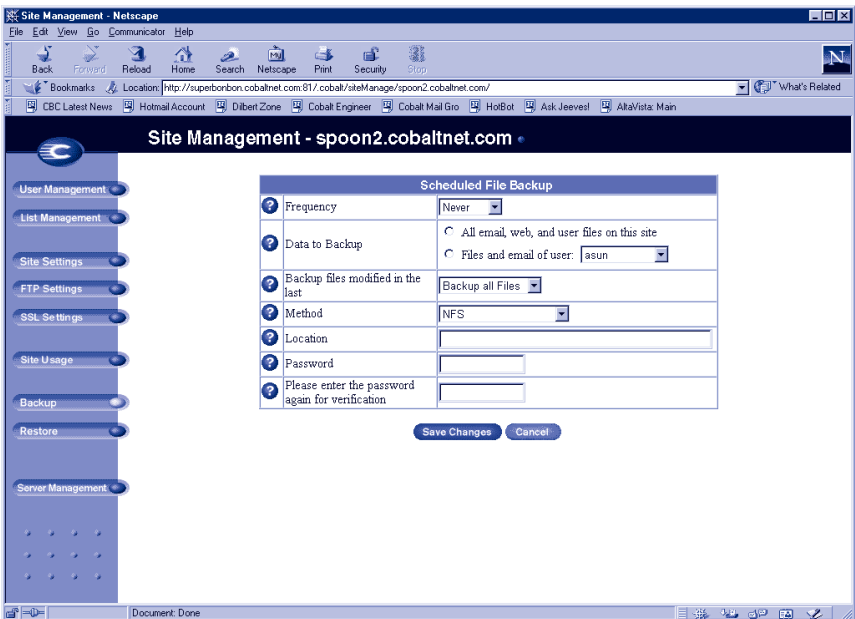 Site Management - Netscape
File Edit View Go Communicator Help
Back Forward Reload Home Search Netscape Print Security Stop
N
Bookmarks Location: http://superbonbon.cobaltnet.com:81/.cobalt/siteManage/spoon2.cobaltnet.com/ What's Related
CBC Latest News Hotmail Account Dilbert Zone Cobalt Engineer Cobalt Mail Gro HotBot Ask Jeeves! AltaVista: Main
Site Management - spoon2.cobaltnet.com
User Management
List Management
Site Settings
FTP Settings
SSL Settings
Site Usage
Backup
Restore
Server Management
Scheduled File Backup
? Frequency Never
? Data to Backup
All email, web, and user files on this site
Files and email of user: asun
? Backup files modified in the
last
Backup all Files
? Method NFS
? Location
? Password
? Please enter the password
again for verification
Save Changes Cancel
Document: Done